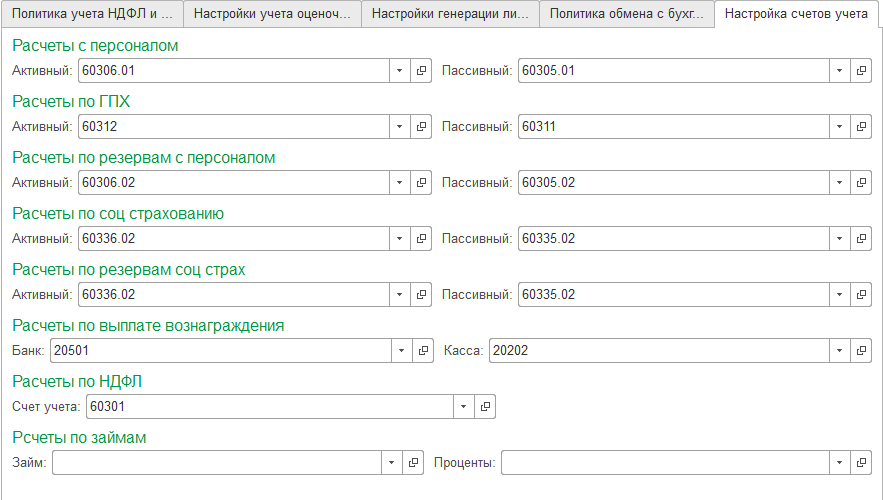 Политика учета НДФЛ и ... Настройки учета оценоч... Настройки генерации ли... Политика обмена с бухг... Настройка счетов учета
Расчеты с персоналом
Активный: 60306.01 Пассивный: 60305.01
Расчеты по ГПХ
Активный: 60312 Пассивный: 60311
Расчеты по резервам с персоналом
Активный: 60306.02 Пассивный: 60305.02
Расчеты по соц страхованию
Активный: 60336.02 Пассивный: 60335.02
Расчеты по резервам соц страх
Активный: 60336.02 Пассивный: 60335.02
Расчеты по выплате вознаграждения
Банк: 20501 Касса: 20202
Расчеты по НДФЛ
Счет учета: 60301
Рсчеты по займам
Займ: Проценты: